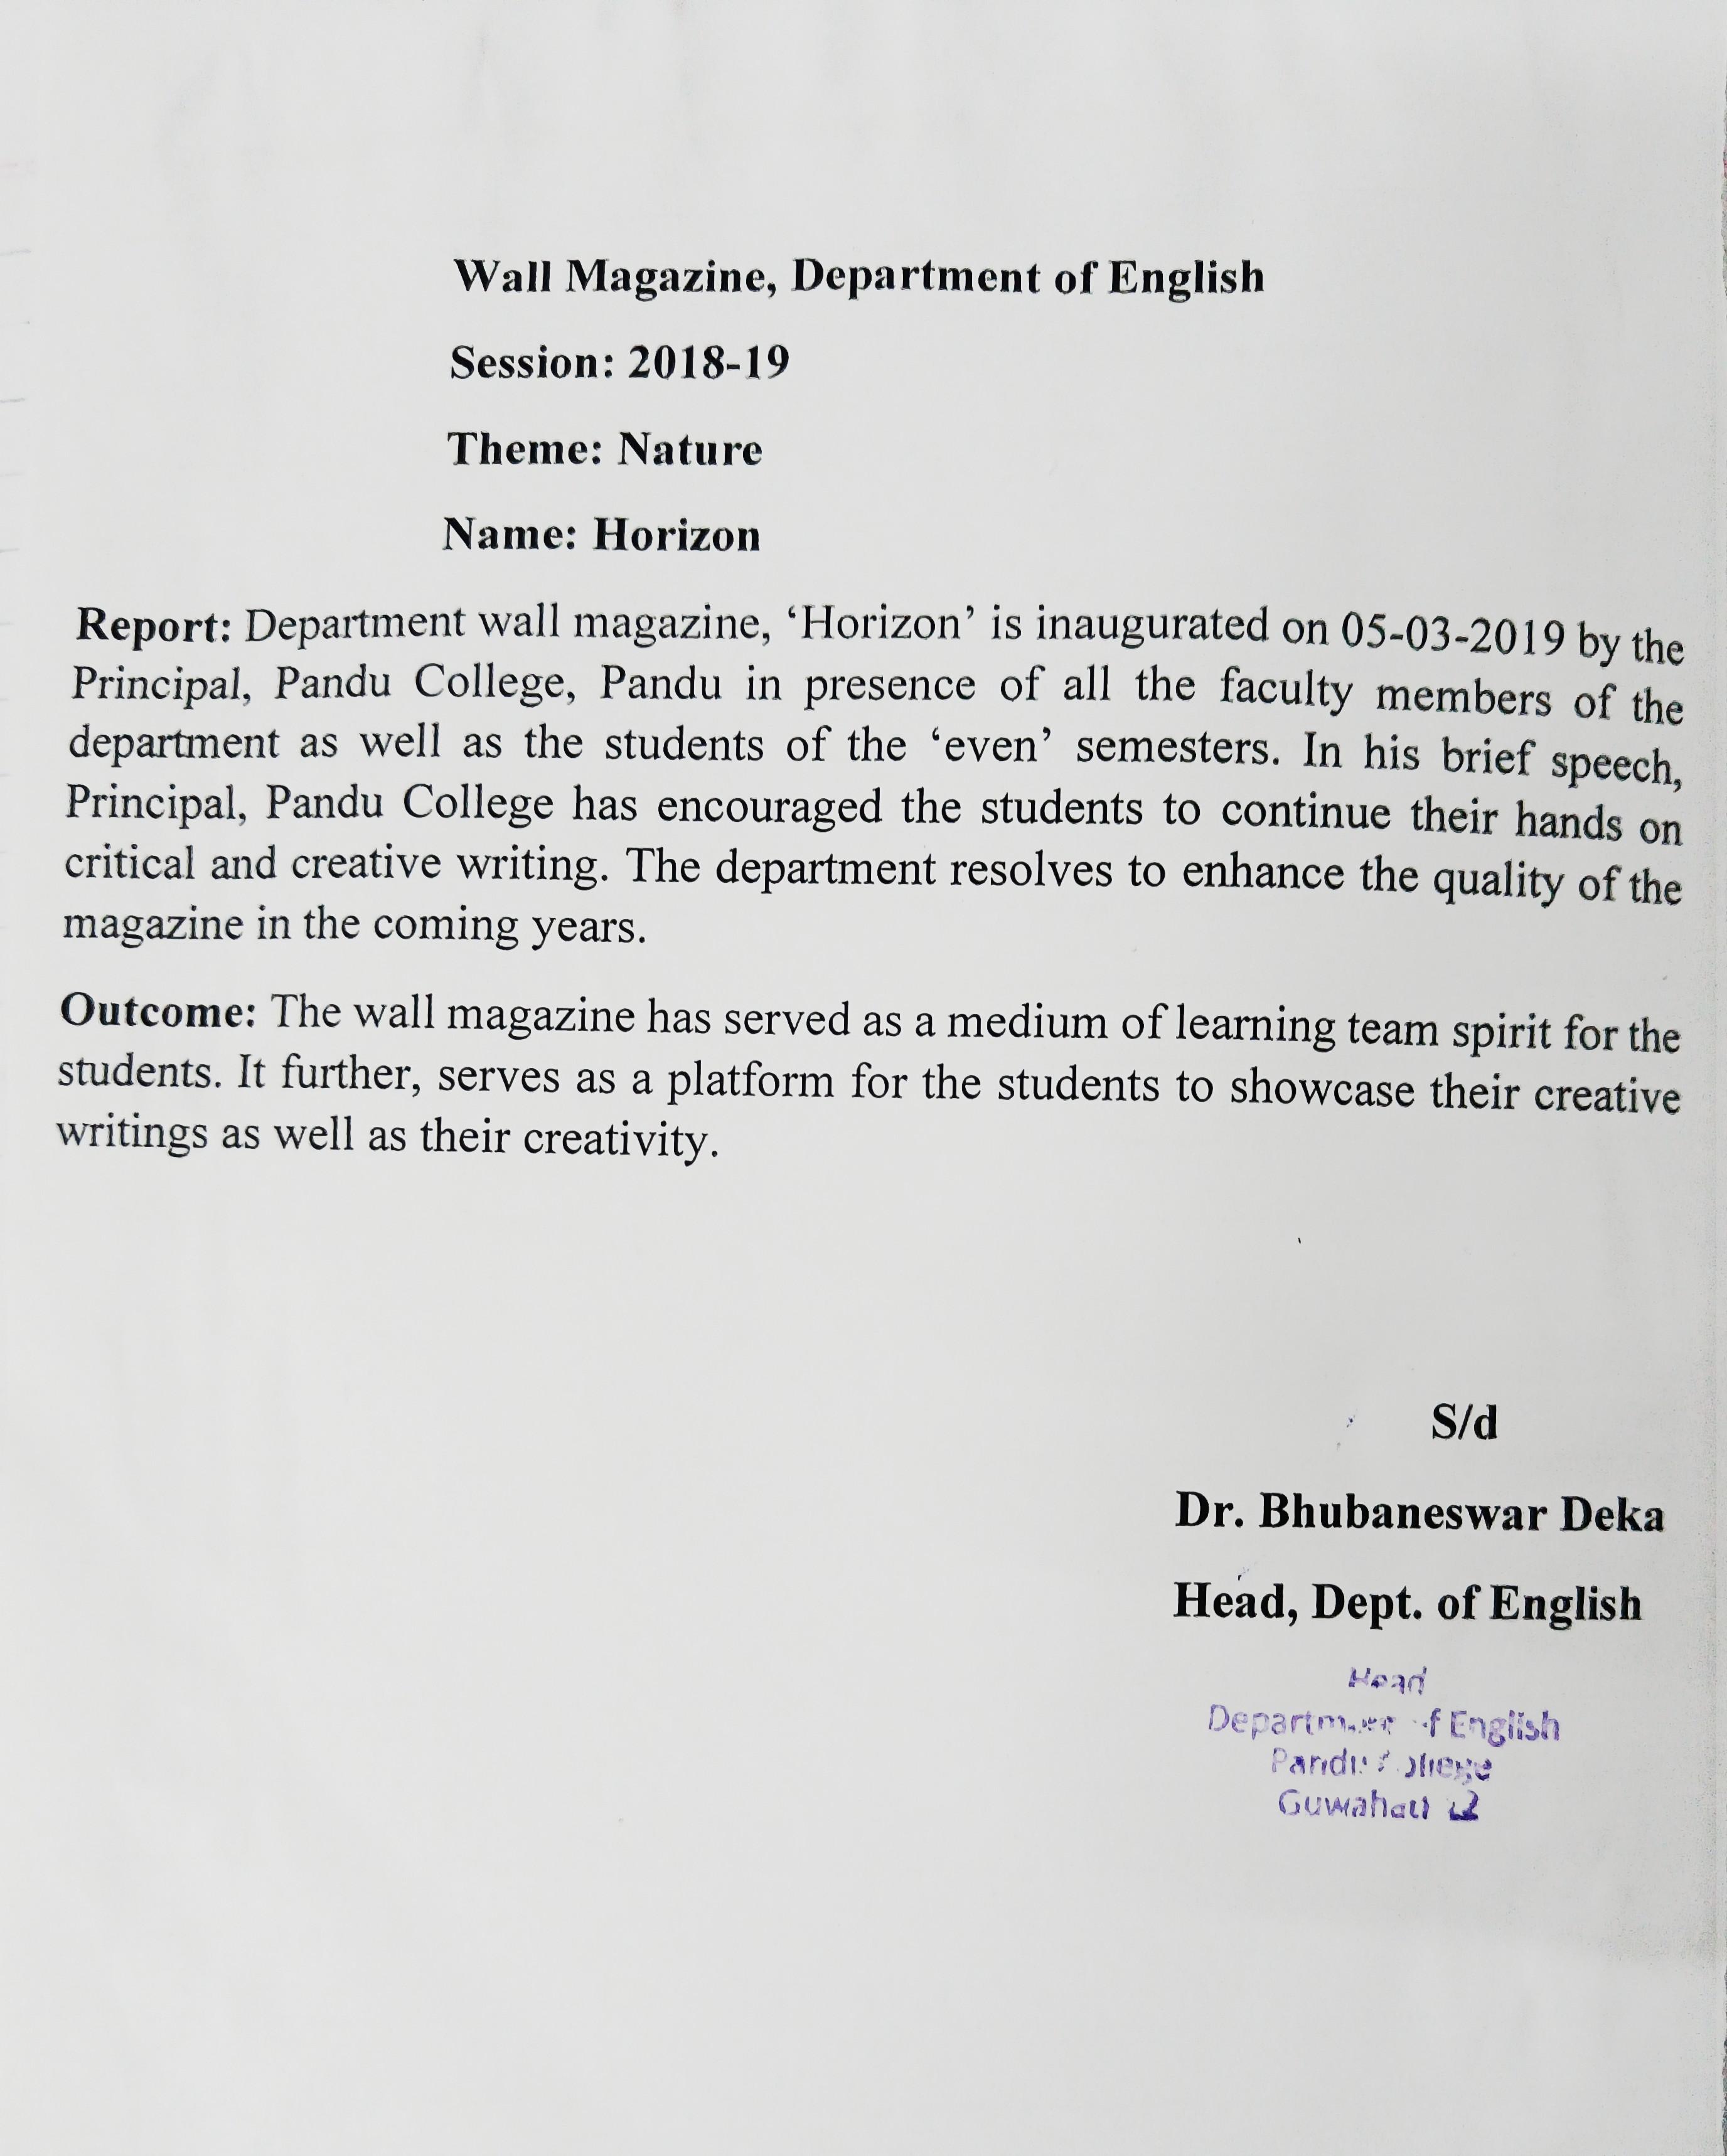 Wall Magazine, Department of English
Session: 2018-19
Theme: Nature
Name: Horizon
Report: Department wall magazine, ‘Horizon’ is inaugurated on 05-03-2019 by the
Principal, Pandu College, Pandu in presence of all the faculty members of the
department as well as the students of the ‘even’ semesters. In his brief speech,
Principal, Pandu College has encouraged the students to continue their hands on
critical and creative writing. The department resolves to enhance the quality of the
magazine in the coming years.
Outcome: The wall magazine has served as a medium of learning team spirit for the
students. It further, serves as a platform for the students to showcase their creative
writings as well as their creativity.
S/d
Dr. Bhubaneswar Deka
Head, Dept. of English
Head
Department of English
Pandu College
Guwahati